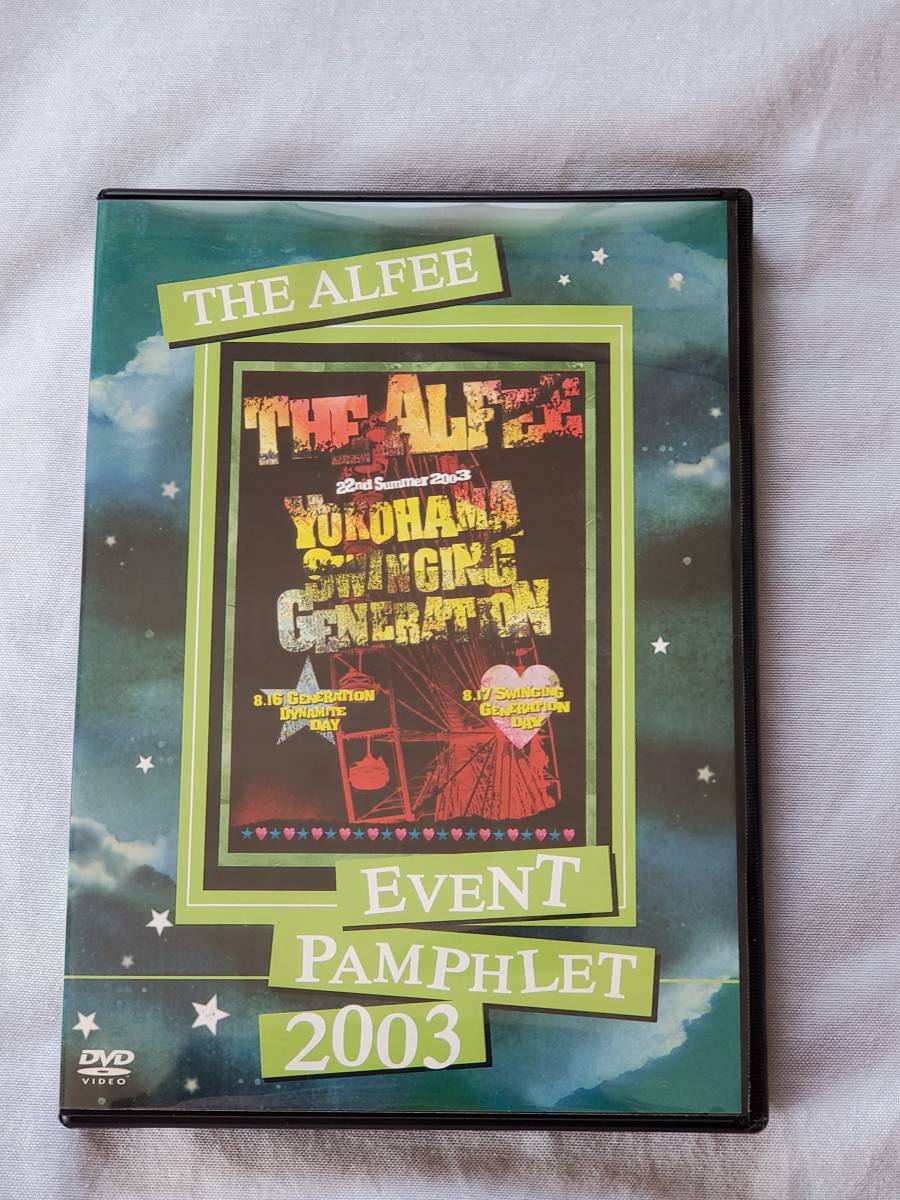 THE ALFEE
THE ALFEE
22nd Summer 2003
YOKOHAMA
SWINGING
GENERATION
8.16 GENERATION
DYNAMITE
DAY
8.17 SWINGING
GENERATION
DAY
EVENT
PAMPHLET
2003
DVD
VIDEO